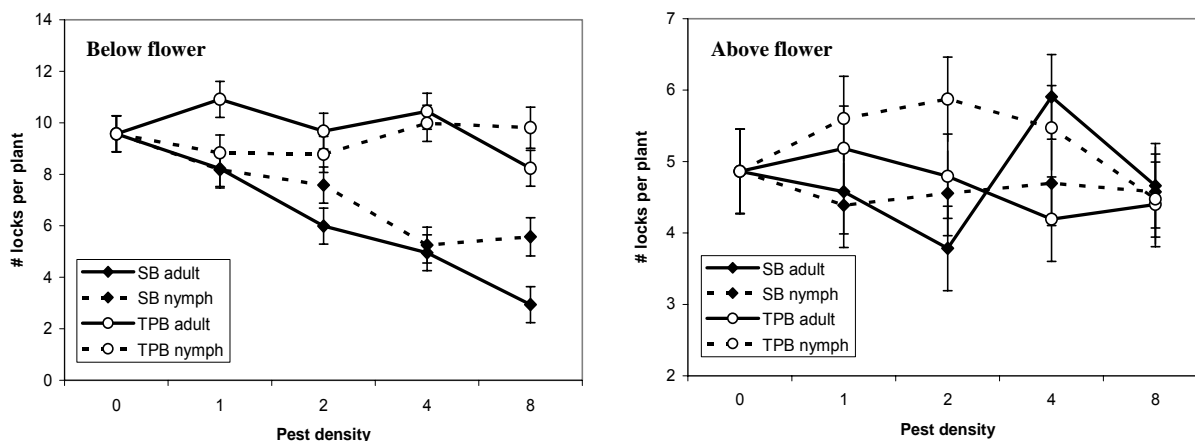 Below flower
# locks per plant
14
12
10
8
6
4
2
0
SB adult
SB nymph
TPB adult
TPB nymph
0 1 2 4 8
Pest density
Above flower
# locks per plant
7
6
5
4
3
2
SB adult
SB nymph
TPB adult
TPB nymph
0 1 2 4 8
Pest density